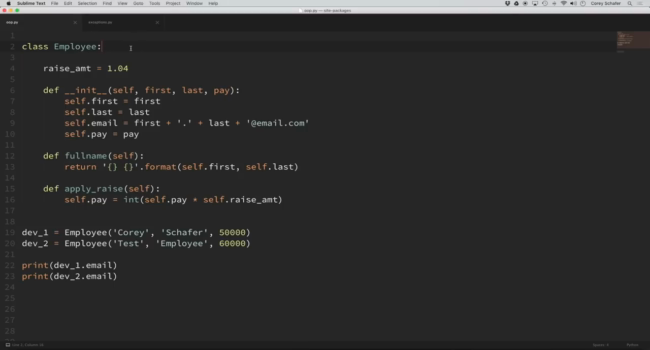 Sublime Text File Edit Selection Find View Goto Tools Project Window Help
Corey Schafer
oop.py
1
2 class Employee:
3
4 raise_amt = 1.04
5
6 def __init__(self, first, last, pay):
7 self.first = first
8 self.last = last
9 self.email = first + '.' + last + '@email.com'
10 self.pay = pay
11
12 def fullname(self):
13 return '{} {}'.format(self.first, self.last)
14
15 def apply_raise(self):
16 self.pay = int(self.pay * self.raise_amt)
17
18
19 dev_1 = Employee('Corey', 'Schafer', 50000)
20 dev_2 = Employee('Test', 'Employee', 60000)
21
22 print(dev_1.email)
23 print(dev_2.email)
24
25
26
27
28